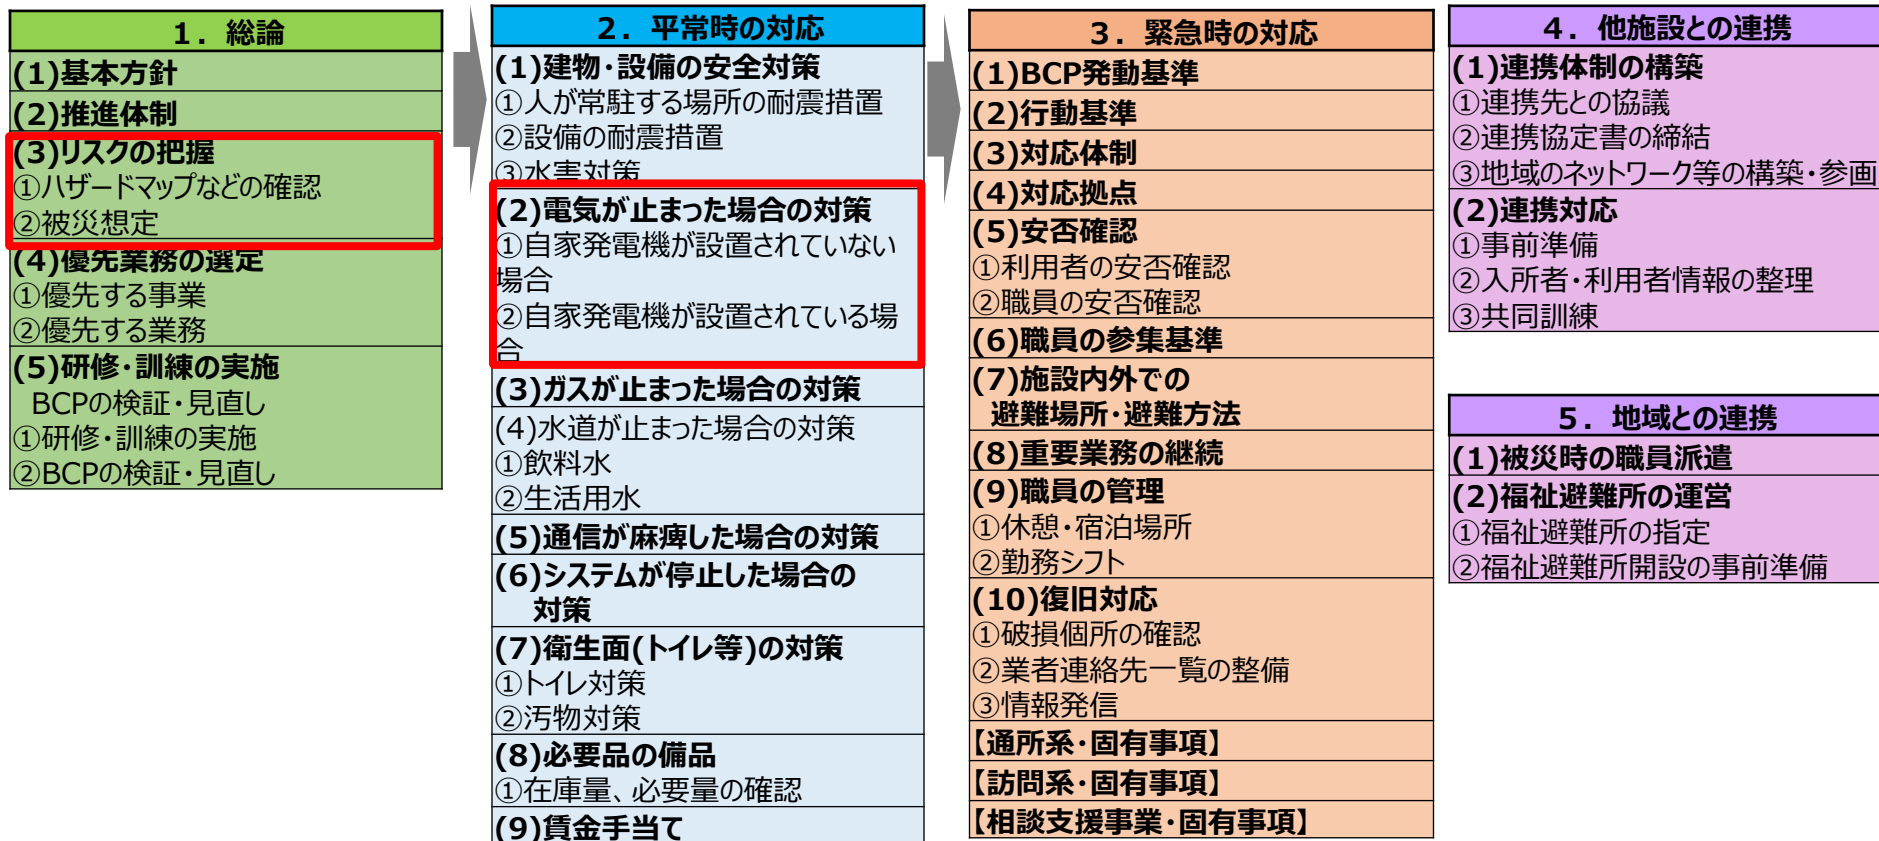 1．総論
(1)基本方針
(2)推進体制
(3)リスクの把握
①ハザードマップなどの確認
②被災想定
(4)優先業務の選定
①優先する事業
②優先する業務
(5)研修・訓練の実施
BCPの検証・見直し
①研修・訓練の実施
②BCPの検証・見直し
2．平常時の対応
(1)建物・設備の安全対策
①人が常駐する場所の耐震措置
②設備の耐震措置
③水害対策
(2)電気が止まった場合の対策
①自家発電機が設置されていない
場合
②自家発電機が設置されている場
合
(3)ガスが止まった場合の対策
(4)水道が止まった場合の対策
①飲料水
②生活用水
(5)通信が麻痺した場合の対策
(6)システムが停止した場合の
対策
(7)衛生面(トイレ等)の対策
①トイレ対策
②汚物対策
(8)必要品の備品
①在庫量、必要量の確認
(9)賃金手当て
3．緊急時の対応
(1)BCP発動基準
(2)行動基準
(3)対応体制
(4)対応拠点
(5)安否確認
①利用者の安否確認
②職員の安否確認
(6)職員の参集基準
(7)施設内外での
避難場所・避難方法
(8)重要業務の継続
(9)職員の管理
①休憩・宿泊場所
②勤務シフト
(10)復旧対応
①破損個所の確認
②業者連絡先一覧の整備
③情報発信
【通所系・固有事項】
【訪問系・固有事項】
【相談支援事業・固有事項】
4．他施設との連携
(1)連携体制の構築
①連携先との協議
②連携協定書の締結
③地域のネットワーク等の構築・参画
(2)連携対応
①事前準備
②入所者・利用者情報の整理
③共同訓練
5．地域との連携
(1)被災時の職員派遣
(2)福祉避難所の運営
①福祉避難所の指定
②福祉避難所開設の事前準備